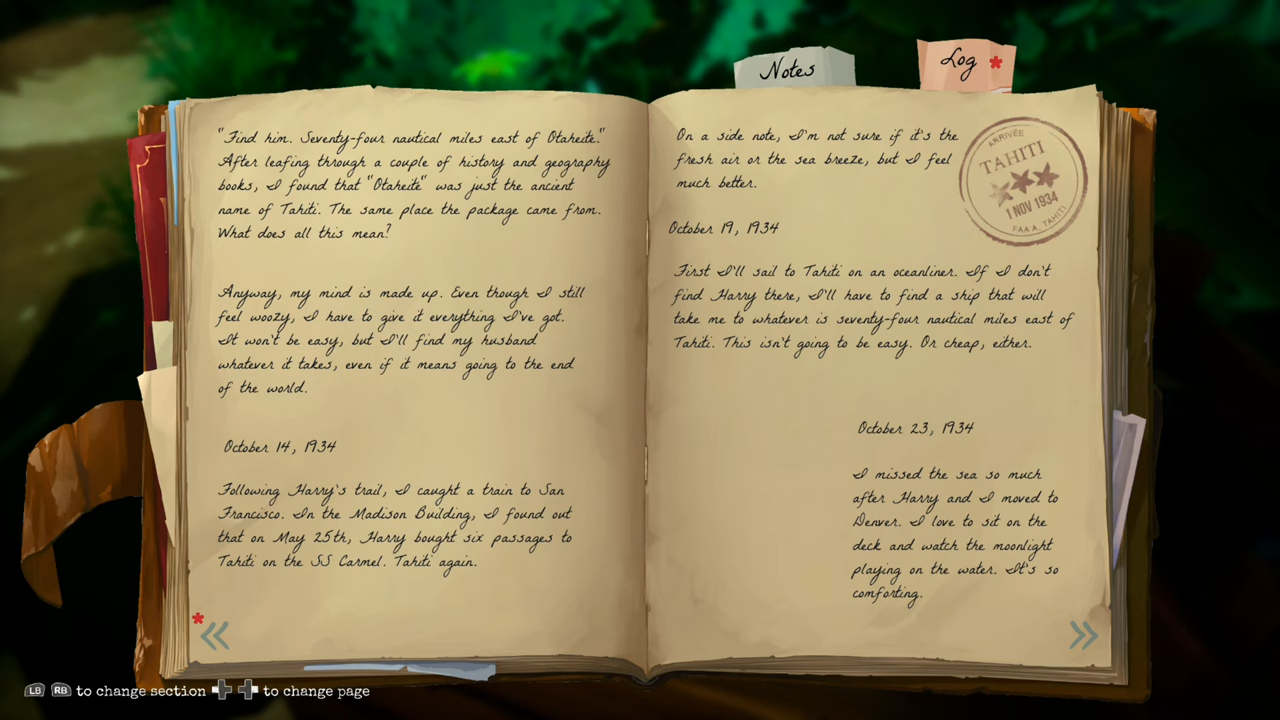 Notes
Log *
"Find him. Seventy-four nautical miles east of Otaheite."
After leafing through a couple of history and geography
books, I found that "Otaheite" was just the ancient
name of Tahiti. The same place the package came from.
What does all this mean?
Anyway, my mind is made up. Even though I still
feel woozy, I have to give it everything I've got.
It won't be easy, but I'll find my husband
whatever it takes, even if it means going to the end
of the world.
October 14, 1934
Following Harry's trail, I caught a train to San
Francisco. In the Madison Building, I found out
that on May 25th, Harry bought six passages to
Tahiti on the SS Carmel. Tahiti again.
On a side note, I'm not sure if it's the
fresh air or the sea breeze, but I feel
much better.
ARRIVÉE
TAHITI
1 NOV 1934
FAA'A, TAHITI
October 19, 1934
First I'll sail to Tahiti on an oceanliner. If I don't
find Harry there, I'll have to find a ship that will
take me to whatever is seventy-four nautical miles east of
Tahiti. This isn't going to be easy. Or cheap, either.
October 23, 1934
I missed the sea so much
after Harry and I moved to
Denver. I love to sit on the
deck and watch the moonlight
playing on the water. It's so
comforting.
LB RB to change section to change page